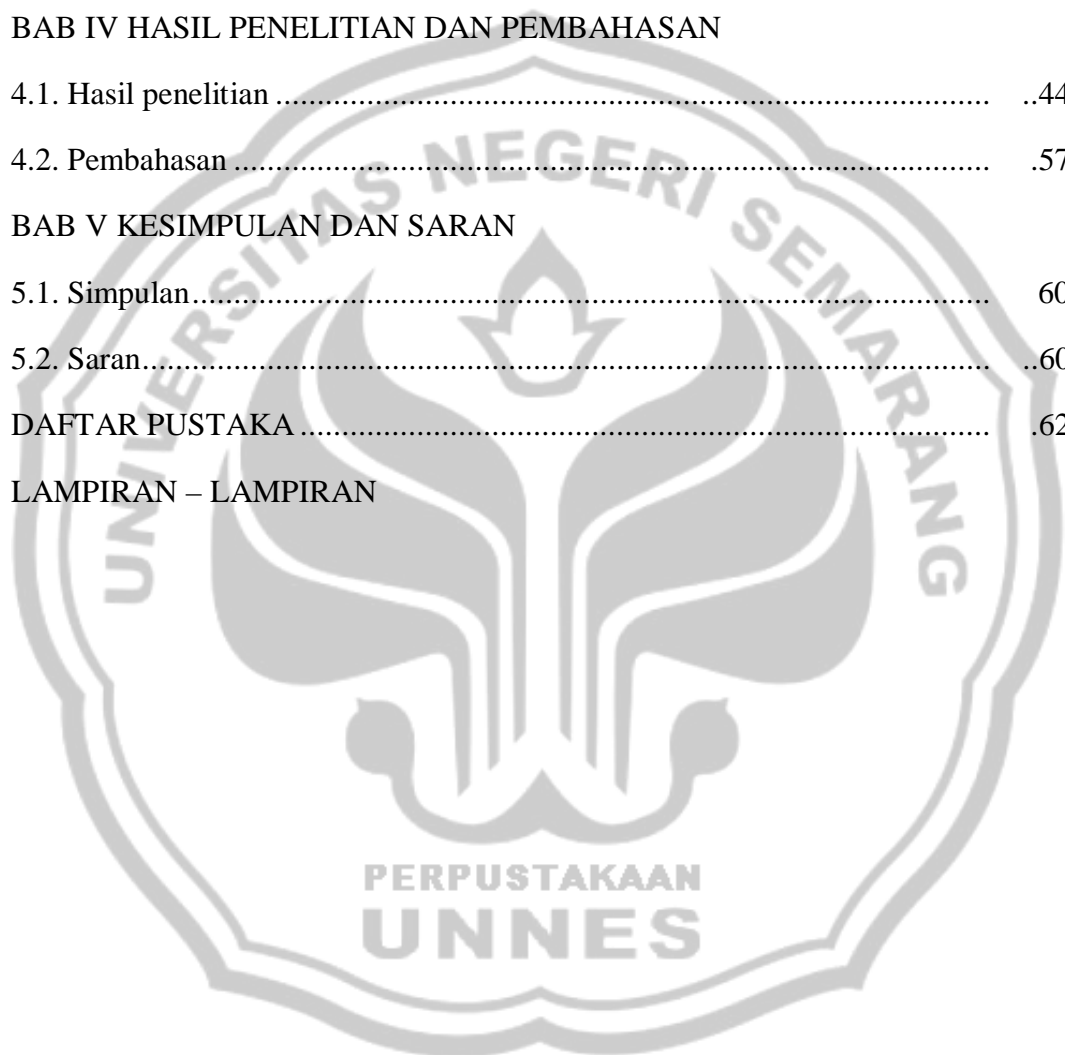 BAB IV HASIL PENELITIAN DAN PEMBAHASAN
4.1. Hasil penelitian ........................................................................................ ..44
4.2. Pembahasan ............................................................................................. .57
BAB V KESIMPULAN DAN SARAN
5.1. Simpulan.................................................................................................. 60
5.2. Saran........................................................................................................ ..60
DAFTAR PUSTAKA ..................................................................................... .62
LAMPIRAN – LAMPIRAN
UNIVERSITAS NEGERI SEMARANG
PERPUSTAKAAN
UNNES